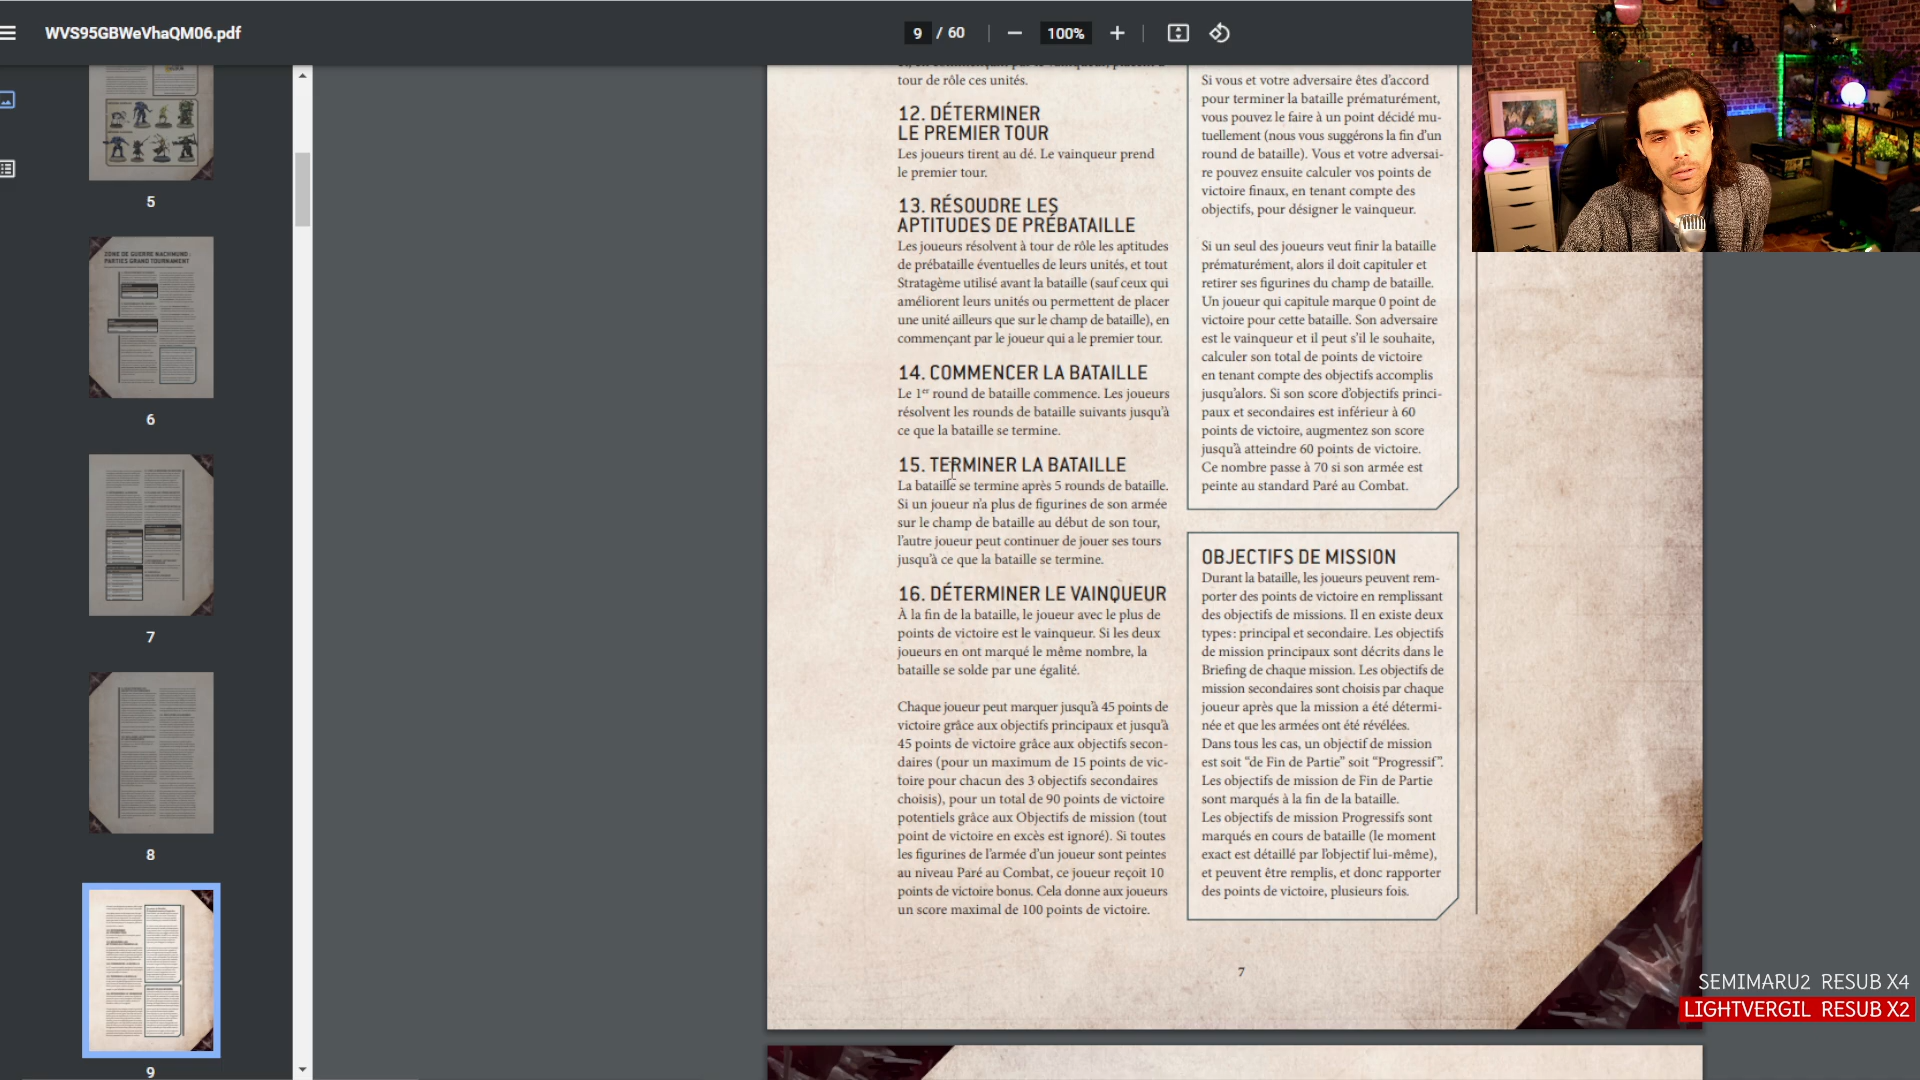 WVS95GBWeVhaQM06.pdf
9 / 60
100%
5
ZONE DE GUERRE NACHMUND :
PARTIES GRAND TOURNAMENT
6
7
8
9
tour de rôle ces unités.
12. DÉTERMINER
LE PREMIER TOUR
Les joueurs tirent au dé. Le vainqueur prend
le premier tour.
13. RÉSOUDRE LES
APTITUDES DE PRÉBATAILLE
Les joueurs résolvent à tour de rôle les aptitudes
de prébataille éventuelles de leurs unités, et tout
Stratagème utilisé avant la bataille (sauf ceux qui
améliorent leurs unités ou permettent de placer
une unité ailleurs que sur le champ de bataille), en
commençant par le joueur qui a le premier tour.
14. COMMENCER LA BATAILLE
Le 1er round de bataille commence. Les joueurs
résolvent les rounds de bataille suivants jusqu'à
ce que la bataille se termine.
15. TERMINER LA BATAILLE
La bataille se termine après 5 rounds de bataille.
Si un joueur n'a plus de figurines de son armée
sur le champ de bataille au début de son tour,
l'autre joueur peut continuer de jouer ses tours
jusqu'à ce que la bataille se termine.
16. DÉTERMINER LE VAINQUEUR
À la fin de la bataille, le joueur avec le plus de
points de victoire est le vainqueur. Si les deux
joueurs en ont marqué le même nombre, la
bataille se solde par une égalité.
Chaque joueur peut marquer jusqu'à 45 points de
victoire grâce aux objectifs principaux et jusqu'à
45 points de victoire grâce aux objectifs secon-
daires (pour un maximum de 15 points de vic-
toire pour chacun des 3 objectifs secondaires
choisis), pour un total de 90 points de victoire
potentiels grâce aux Objectifs de mission (tout
point de victoire en excès est ignoré). Si toutes
les figurines de l'armée d'un joueur sont peintes
au niveau Paré au Combat, ce joueur reçoit 10
points de victoire bonus. Cela donne aux joueurs
un score maximal de 100 points de victoire.
Si vous et votre adversaire êtes d'accord
pour terminer la bataille prématurément,
vous pouvez le faire à un point décidé mu-
tuellement (nous vous suggérons la fin d'un
round de bataille). Vous et votre adversai-
re pouvez ensuite calculer vos points de
victoire finaux, en tenant compte des
objectifs, pour désigner le vainqueur.
Si un seul des joueurs veut finir la bataille
prématurément, alors il doit capituler et
retirer ses figurines du champ de bataille.
Un joueur qui capitule marque 0 point de
victoire pour cette bataille. Son adversaire
est le vainqueur et il peut s'il le souhaite,
calculer son total de points de victoire
en tenant compte des objectifs accomplis
jusqu'alors. Si son score d'objectifs princi-
paux et secondaires est inférieur à 60
points de victoire, augmentez son score
jusqu'à atteindre 60 points de victoire.
Ce nombre passe à 70 si son armée est
peinte au standard Paré au Combat.
OBJECTIFS DE MISSION
Durant la bataille, les joueurs peuvent rem-
porter des points de victoire en remplissant
des objectifs de missions. Il en existe deux
types : principal et secondaire. Les objectifs
de mission principaux sont décrits dans le
Briefing de chaque mission. Les objectifs de
mission secondaires sont choisis par chaque
joueur après que la mission a été détermi-
née et que les armées ont été révélées.
Dans tous les cas, un objectif de mission
est soit "de Fin de Partie" soit "Progressif".
Les objectifs de mission de Fin de Partie
sont marqués à la fin de la bataille.
Les objectifs de mission Progressifs sont
marqués en cours de bataille (le moment
exact est détaillé par l'objectif lui-même),
et peuvent être remplis, et donc rapporter
des points de victoire, plusieurs fois.
7
SEMIMARU2 RESUB X4
LIGHTVERGIL RESUB X2